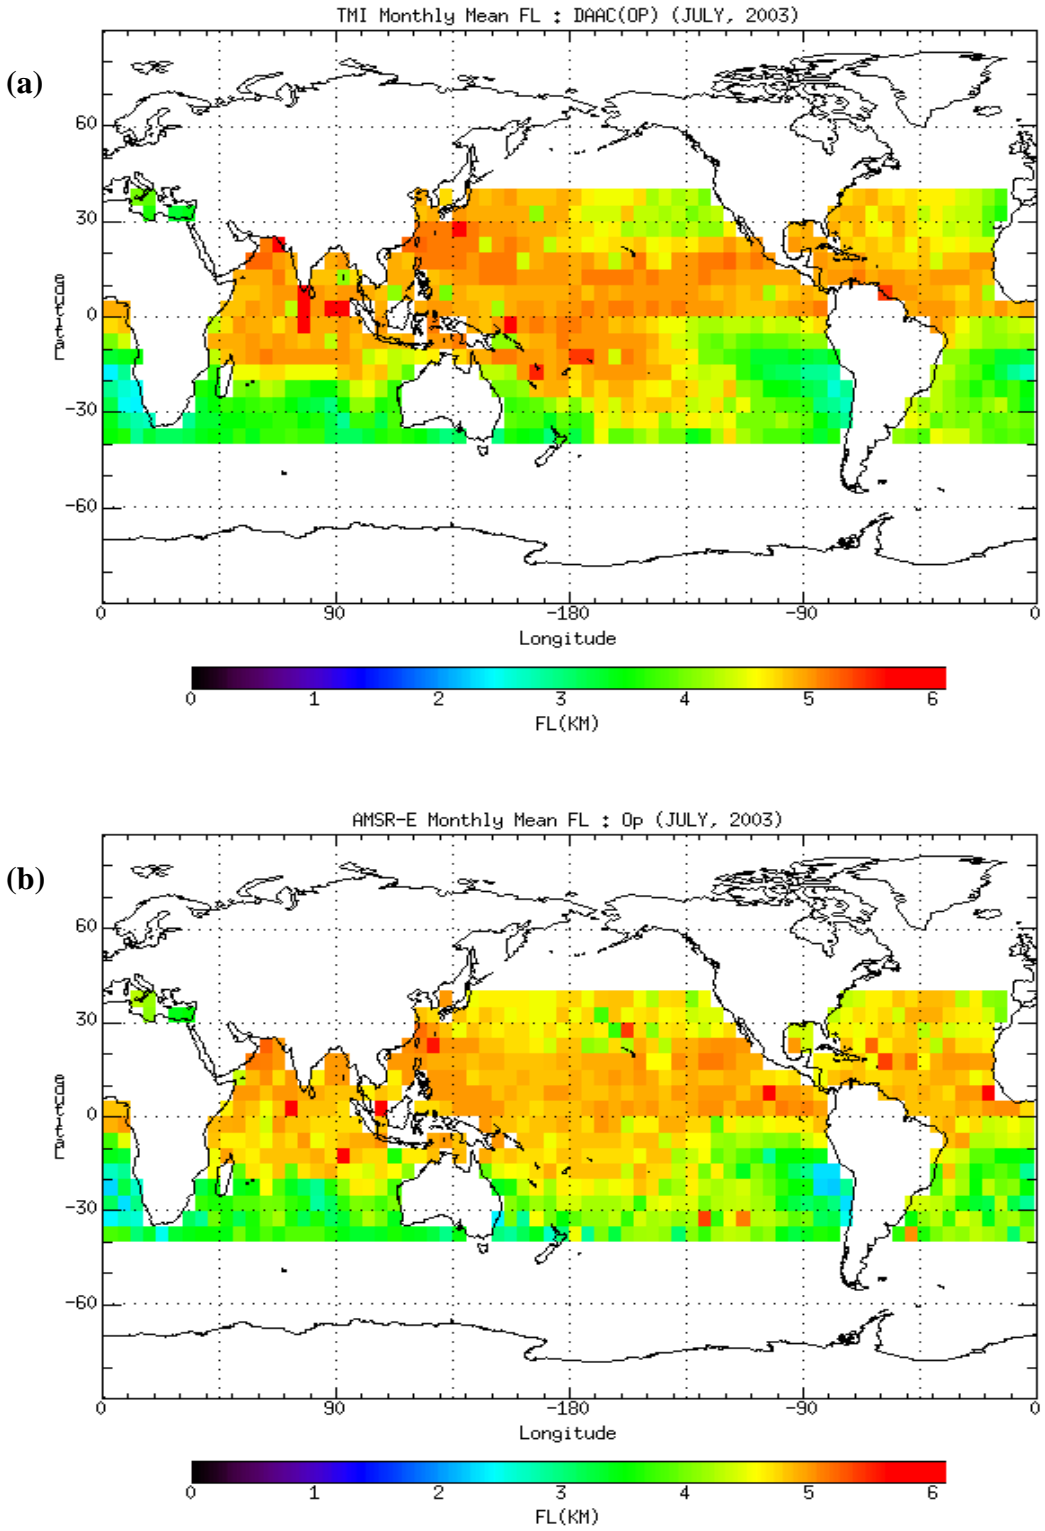 TMI Monthly Mean FL : DAAC(OP) (JULY, 2003)
(a)
60
30
0
-30
-60
Latitude
0 90 -180 -90 0
Longitude
0 1 2 3 4 5 6
FL(KM)
AMSR-E Monthly Mean FL : Op (JULY, 2003)
(b)
60
30
0
-30
-60
Latitude
0 90 -180 -90 0
Longitude
0 1 2 3 4 5 6
FL(KM)